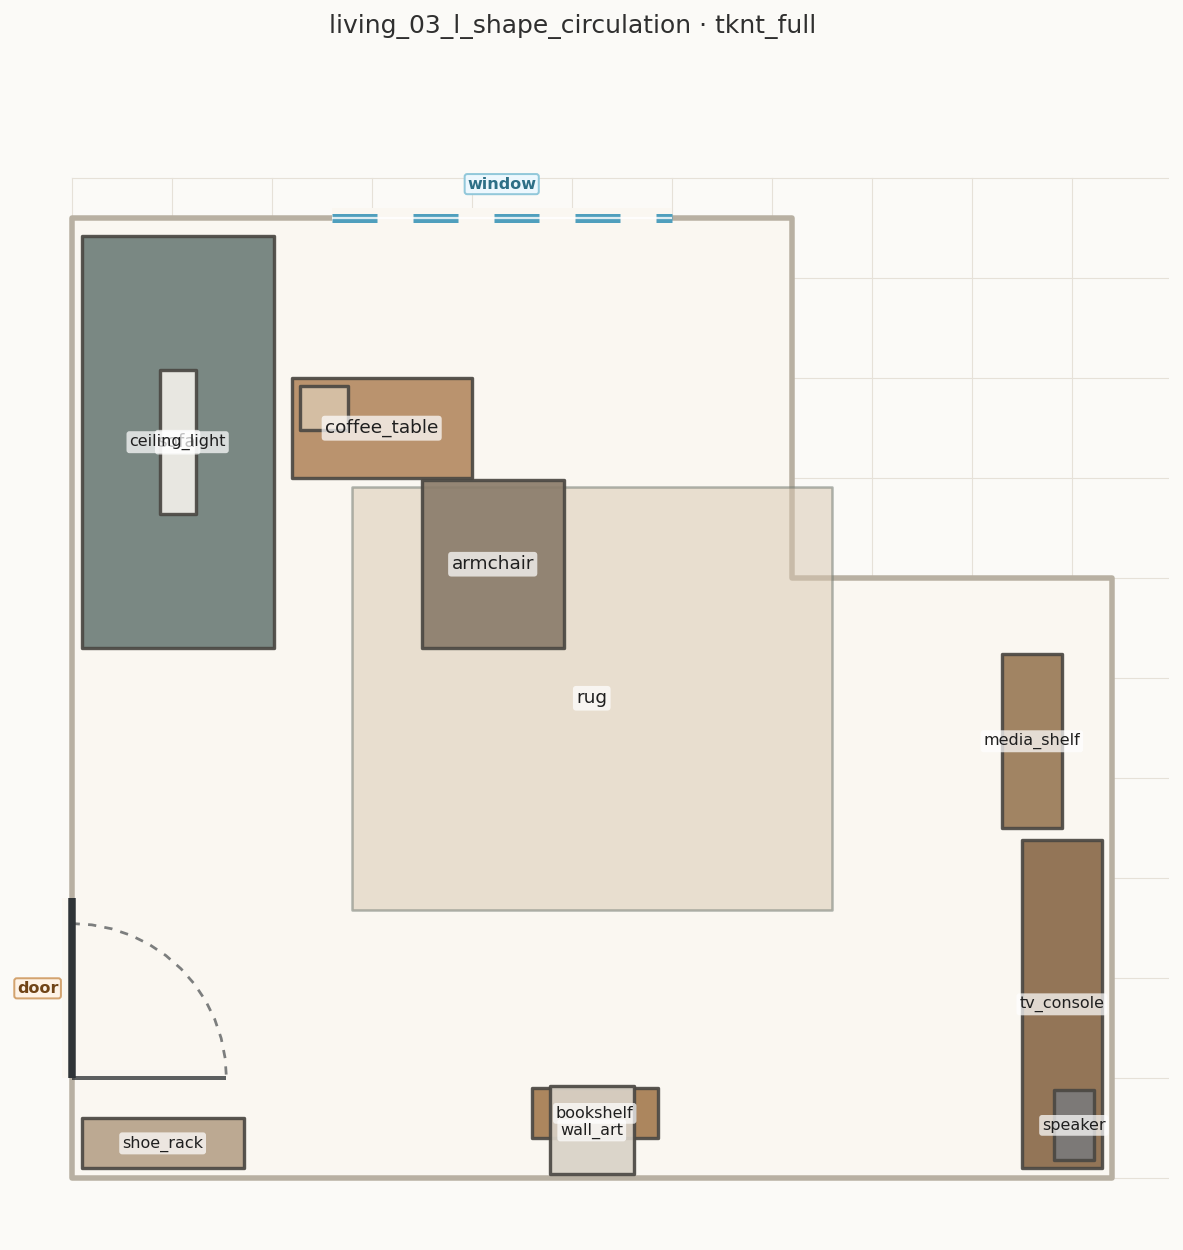 living_03_l_shape_circulation · tknt_full
window
coffee_table
ceiling_light
armchair
rug
media_shelf
door
tv_console
bookshelf
wall_art
speaker
shoe_rack